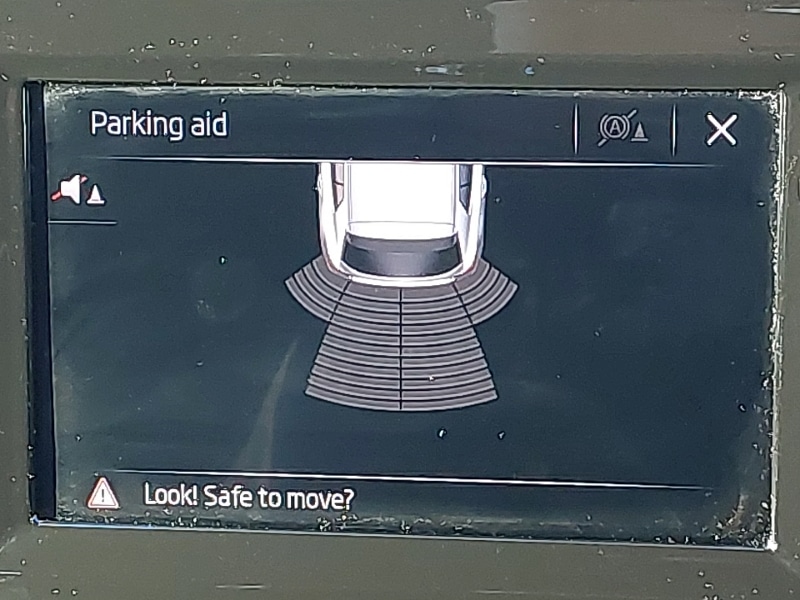 Parking aid
A
Look! Safe to move?